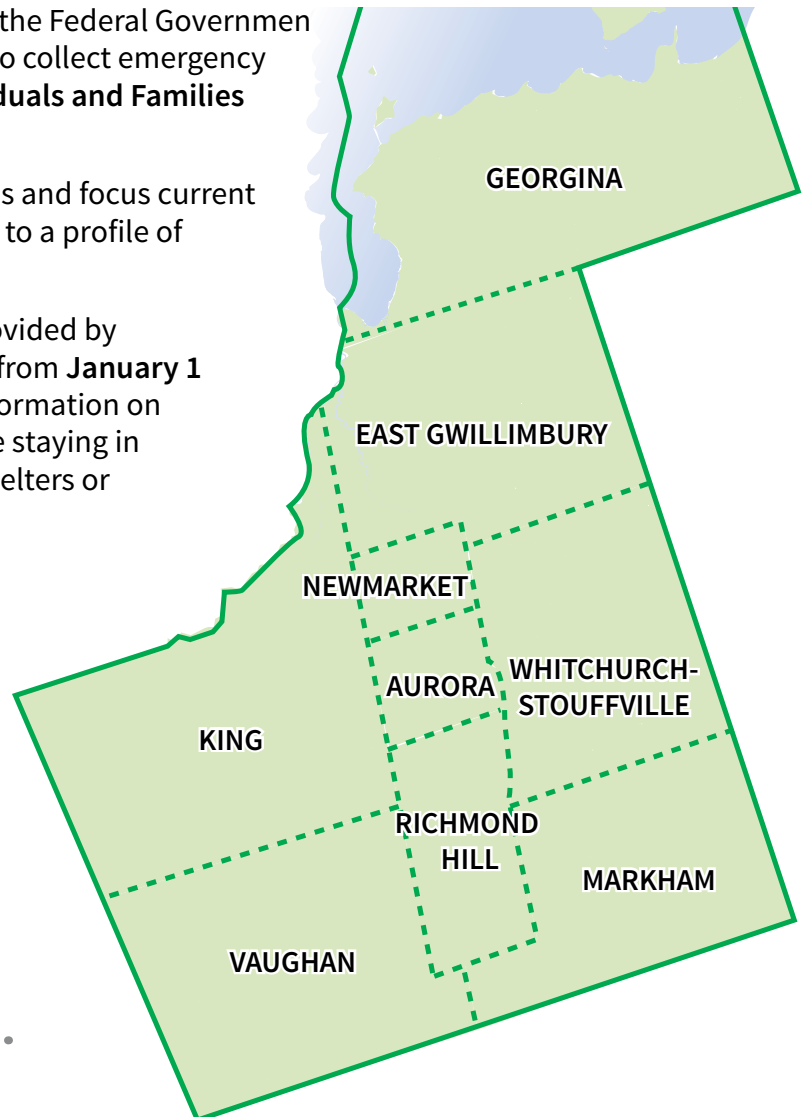 the Federal Governmen
o collect emergency
duals and Families
s and focus current
to a profile of
ovided by
from January 1
ormation on
e staying in
elters or
GEORGINA
EAST GWILLIMBURY
NEWMARKET
AURORA
WHITCHURCH-
STOUFFVILLE
KING
RICHMOND
HILL
MARKHAM
VAUGHAN